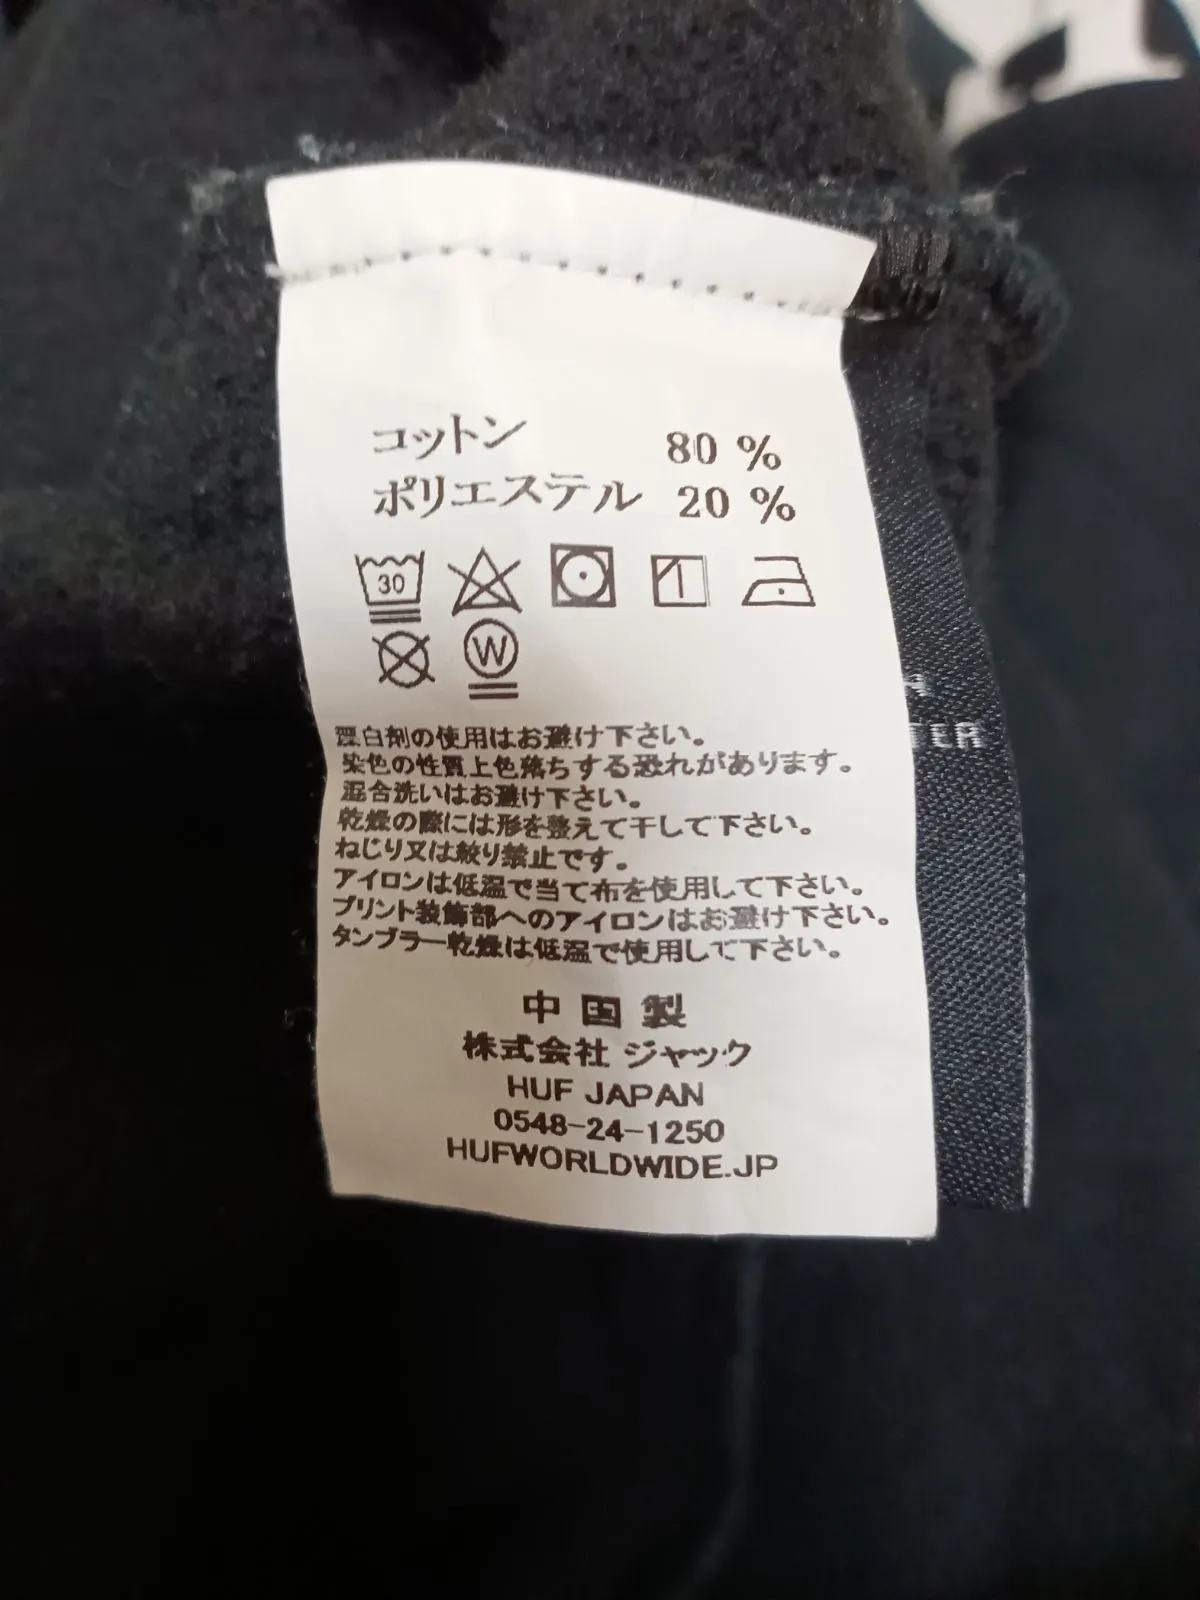 コットン 80 %
ポリエステル 20 %
30
W
漂白剤の使用はお避け下さい。
染色の性質上色落ちする恐れがあります。
混合洗いはお避け下さい。
乾燥の際には形を整えて干して下さい。
ねじり又は絞り禁止です。
アイロンは低温で当て布を使用して下さい。
プリント装飾部へのアイロンはお避け下さい。
タンブラー乾燥は低温で使用して下さい。
中国製
株式会社 ジャック
HUF JAPAN
0548-24-1250
HUFWORLDWIDE.JP